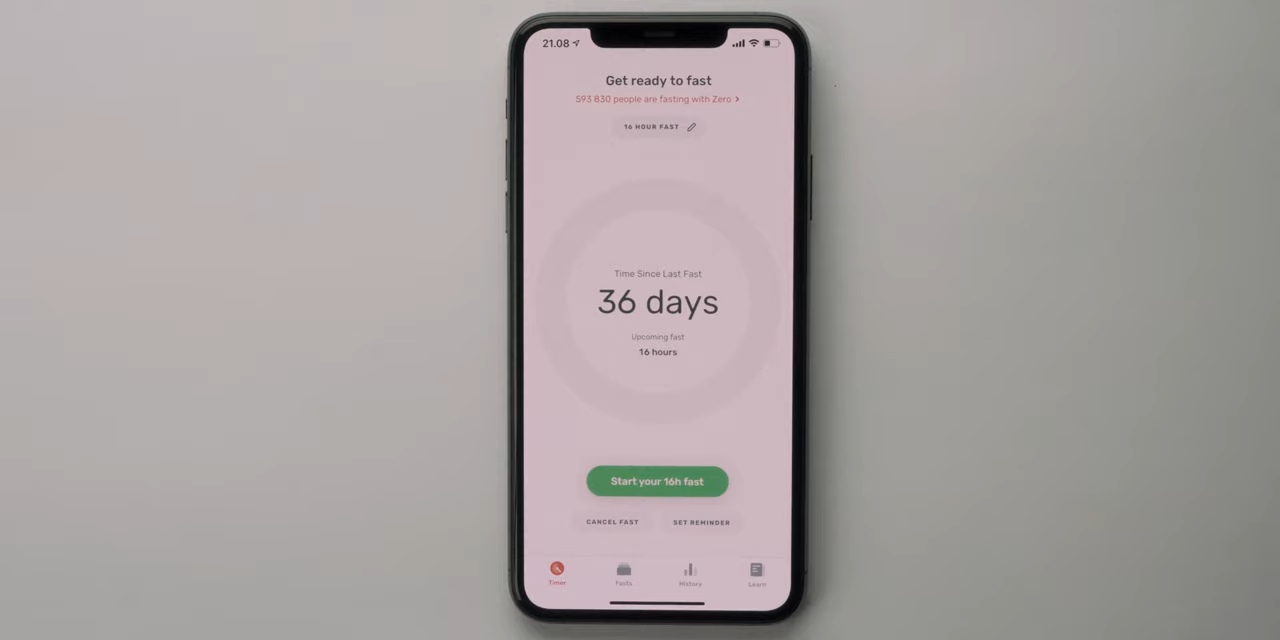 21.08
Get ready to fast
593 830 people are fasting with Zero >
16 HOUR FAST
Time Since Last Fast
36 days
Upcoming fast
16 hours
Start your 16h fast
CANCEL FAST SET REMINDER
Timer Fasts History Learn